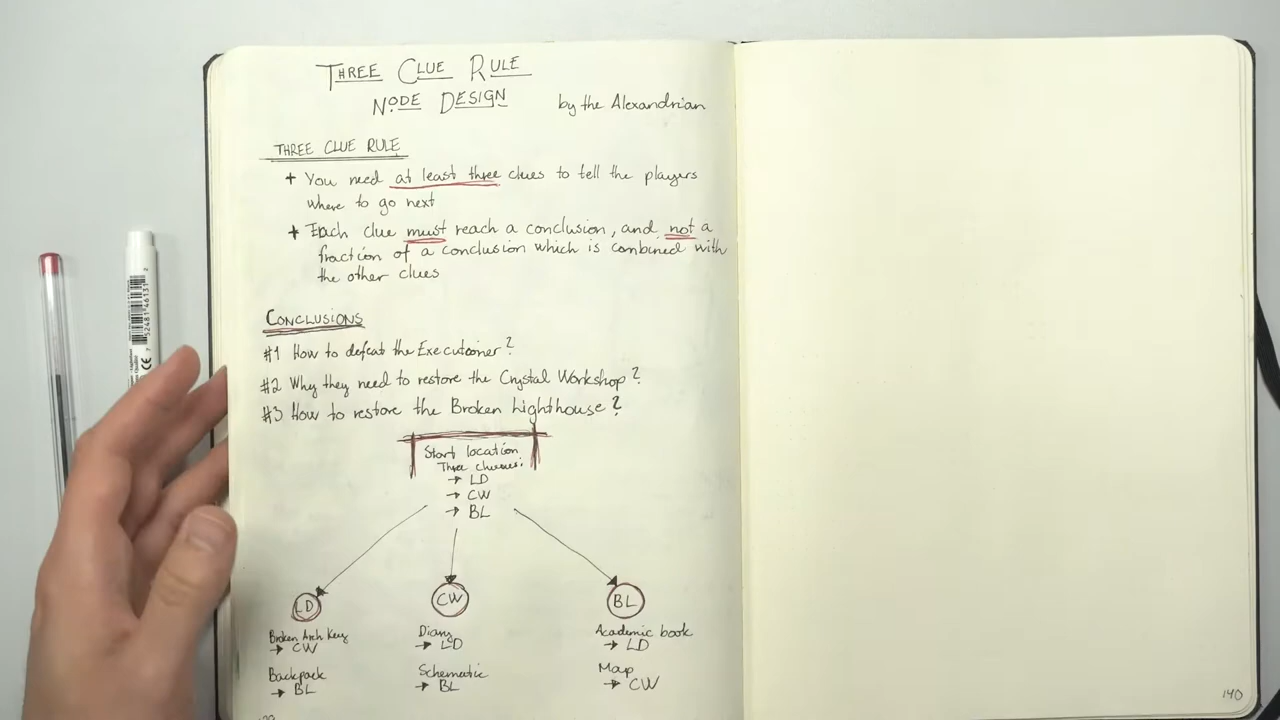 THREE CLUE RULE
NODE DESIGN by the Alexandrian
THREE CLUE RULE
+ You need at least three clues to tell the players
where to go next
+ Each clue must reach a conclusion, and not a
fraction of a conclusion which is combined with
the other clues
CONCLUSIONS
#1 How to defeat the Executioner?
#2 Why they need to restore the Crystal Workshop?
#3 How to restore the Broken Lighthouse?
Start location
Three
→ LD
→ CW
→ BL
LD CW BL
Broken Arch Key
→ CW
Diary
→ LD
Academic book
→ LD
Backpack
→ BL
Schematic
→ BL
Map
→ CW
140
52481 46131 2
CE